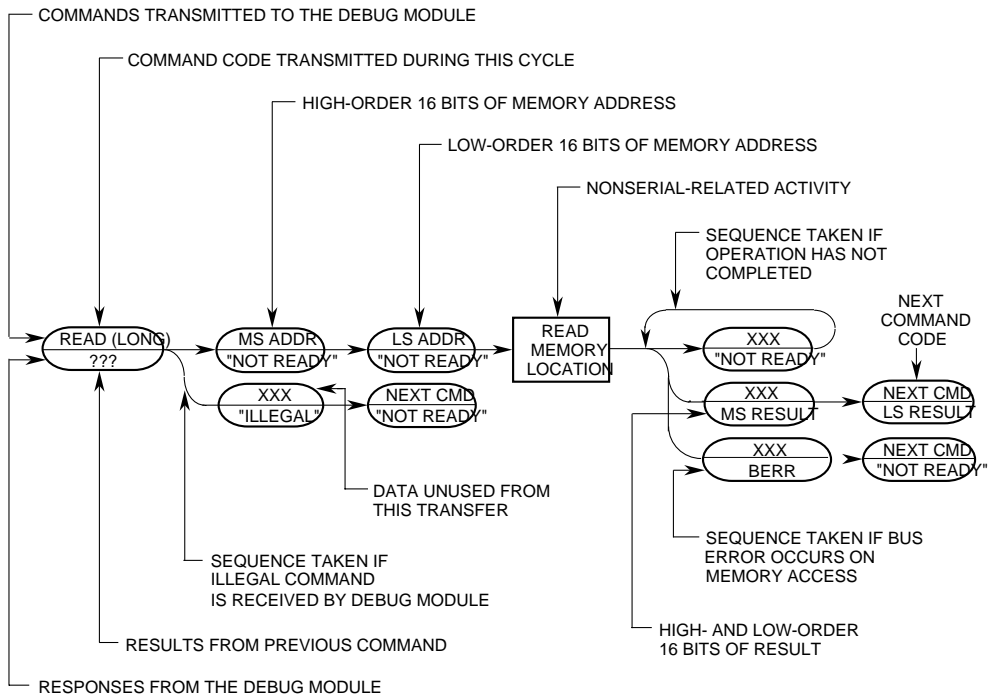 COMMANDS TRANSMITTED TO THE DEBUG MODULE
COMMAND CODE TRANSMITTED DURING THIS CYCLE
HIGH-ORDER 16 BITS OF MEMORY ADDRESS
LOW-ORDER 16 BITS OF MEMORY ADDRESS
NONSERIAL-RELATED ACTIVITY
SEQUENCE TAKEN IF
OPERATION HAS NOT
COMPLETED
NEXT
COMMAND
CODE
READ (LONG)
???
MS ADDR
"NOT READY"
LS ADDR
"NOT READY"
READ
MEMORY
LOCATION
XXX
"NOT READY"
XXX
"ILLEGAL"
NEXT CMD
"NOT READY"
XXX
MS RESULT
NEXT CMD
LS RESULT
XXX
BERR
NEXT CMD
"NOT READY"
DATA UNUSED FROM
THIS TRANSFER
SEQUENCE TAKEN IF
ILLEGAL COMMAND
IS RECEIVED BY DEBUG MODULE
SEQUENCE TAKEN IF BUS
ERROR OCCURS ON
MEMORY ACCESS
HIGH- AND LOW-ORDER
16 BITS OF RESULT
RESULTS FROM PREVIOUS COMMAND
RESPONSES FROM THE DEBUG MODULE